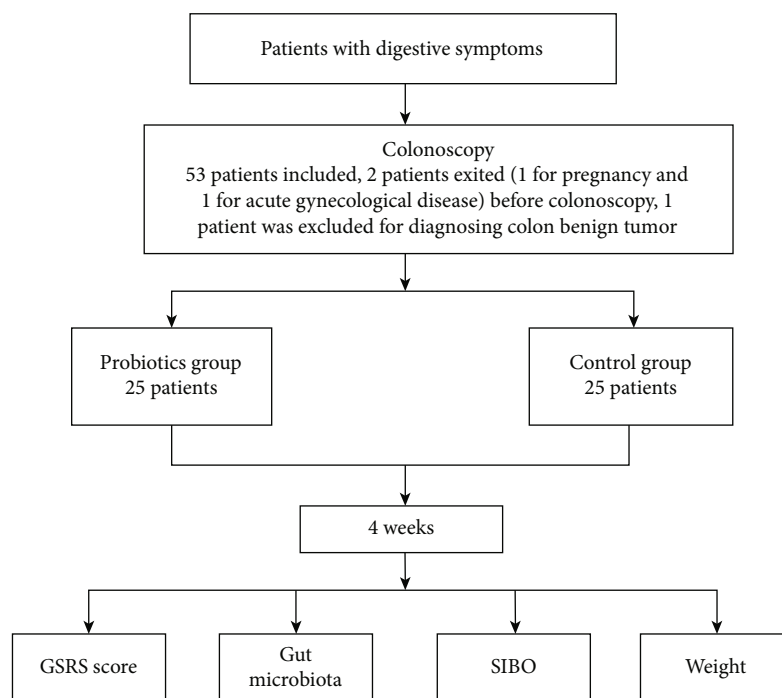 Patients with digestive symptoms
Colonoscopy
53 patients included, 2 patients exited (1 for pregnancy and
1 for acute gynecological disease) before colonoscopy, 1
patient was excluded for diagnosing colon benign tumor
Probiotics group
25 patients
Control group
25 patients
4 weeks
GSRS score
Gut
microbiota
SIBO
Weight